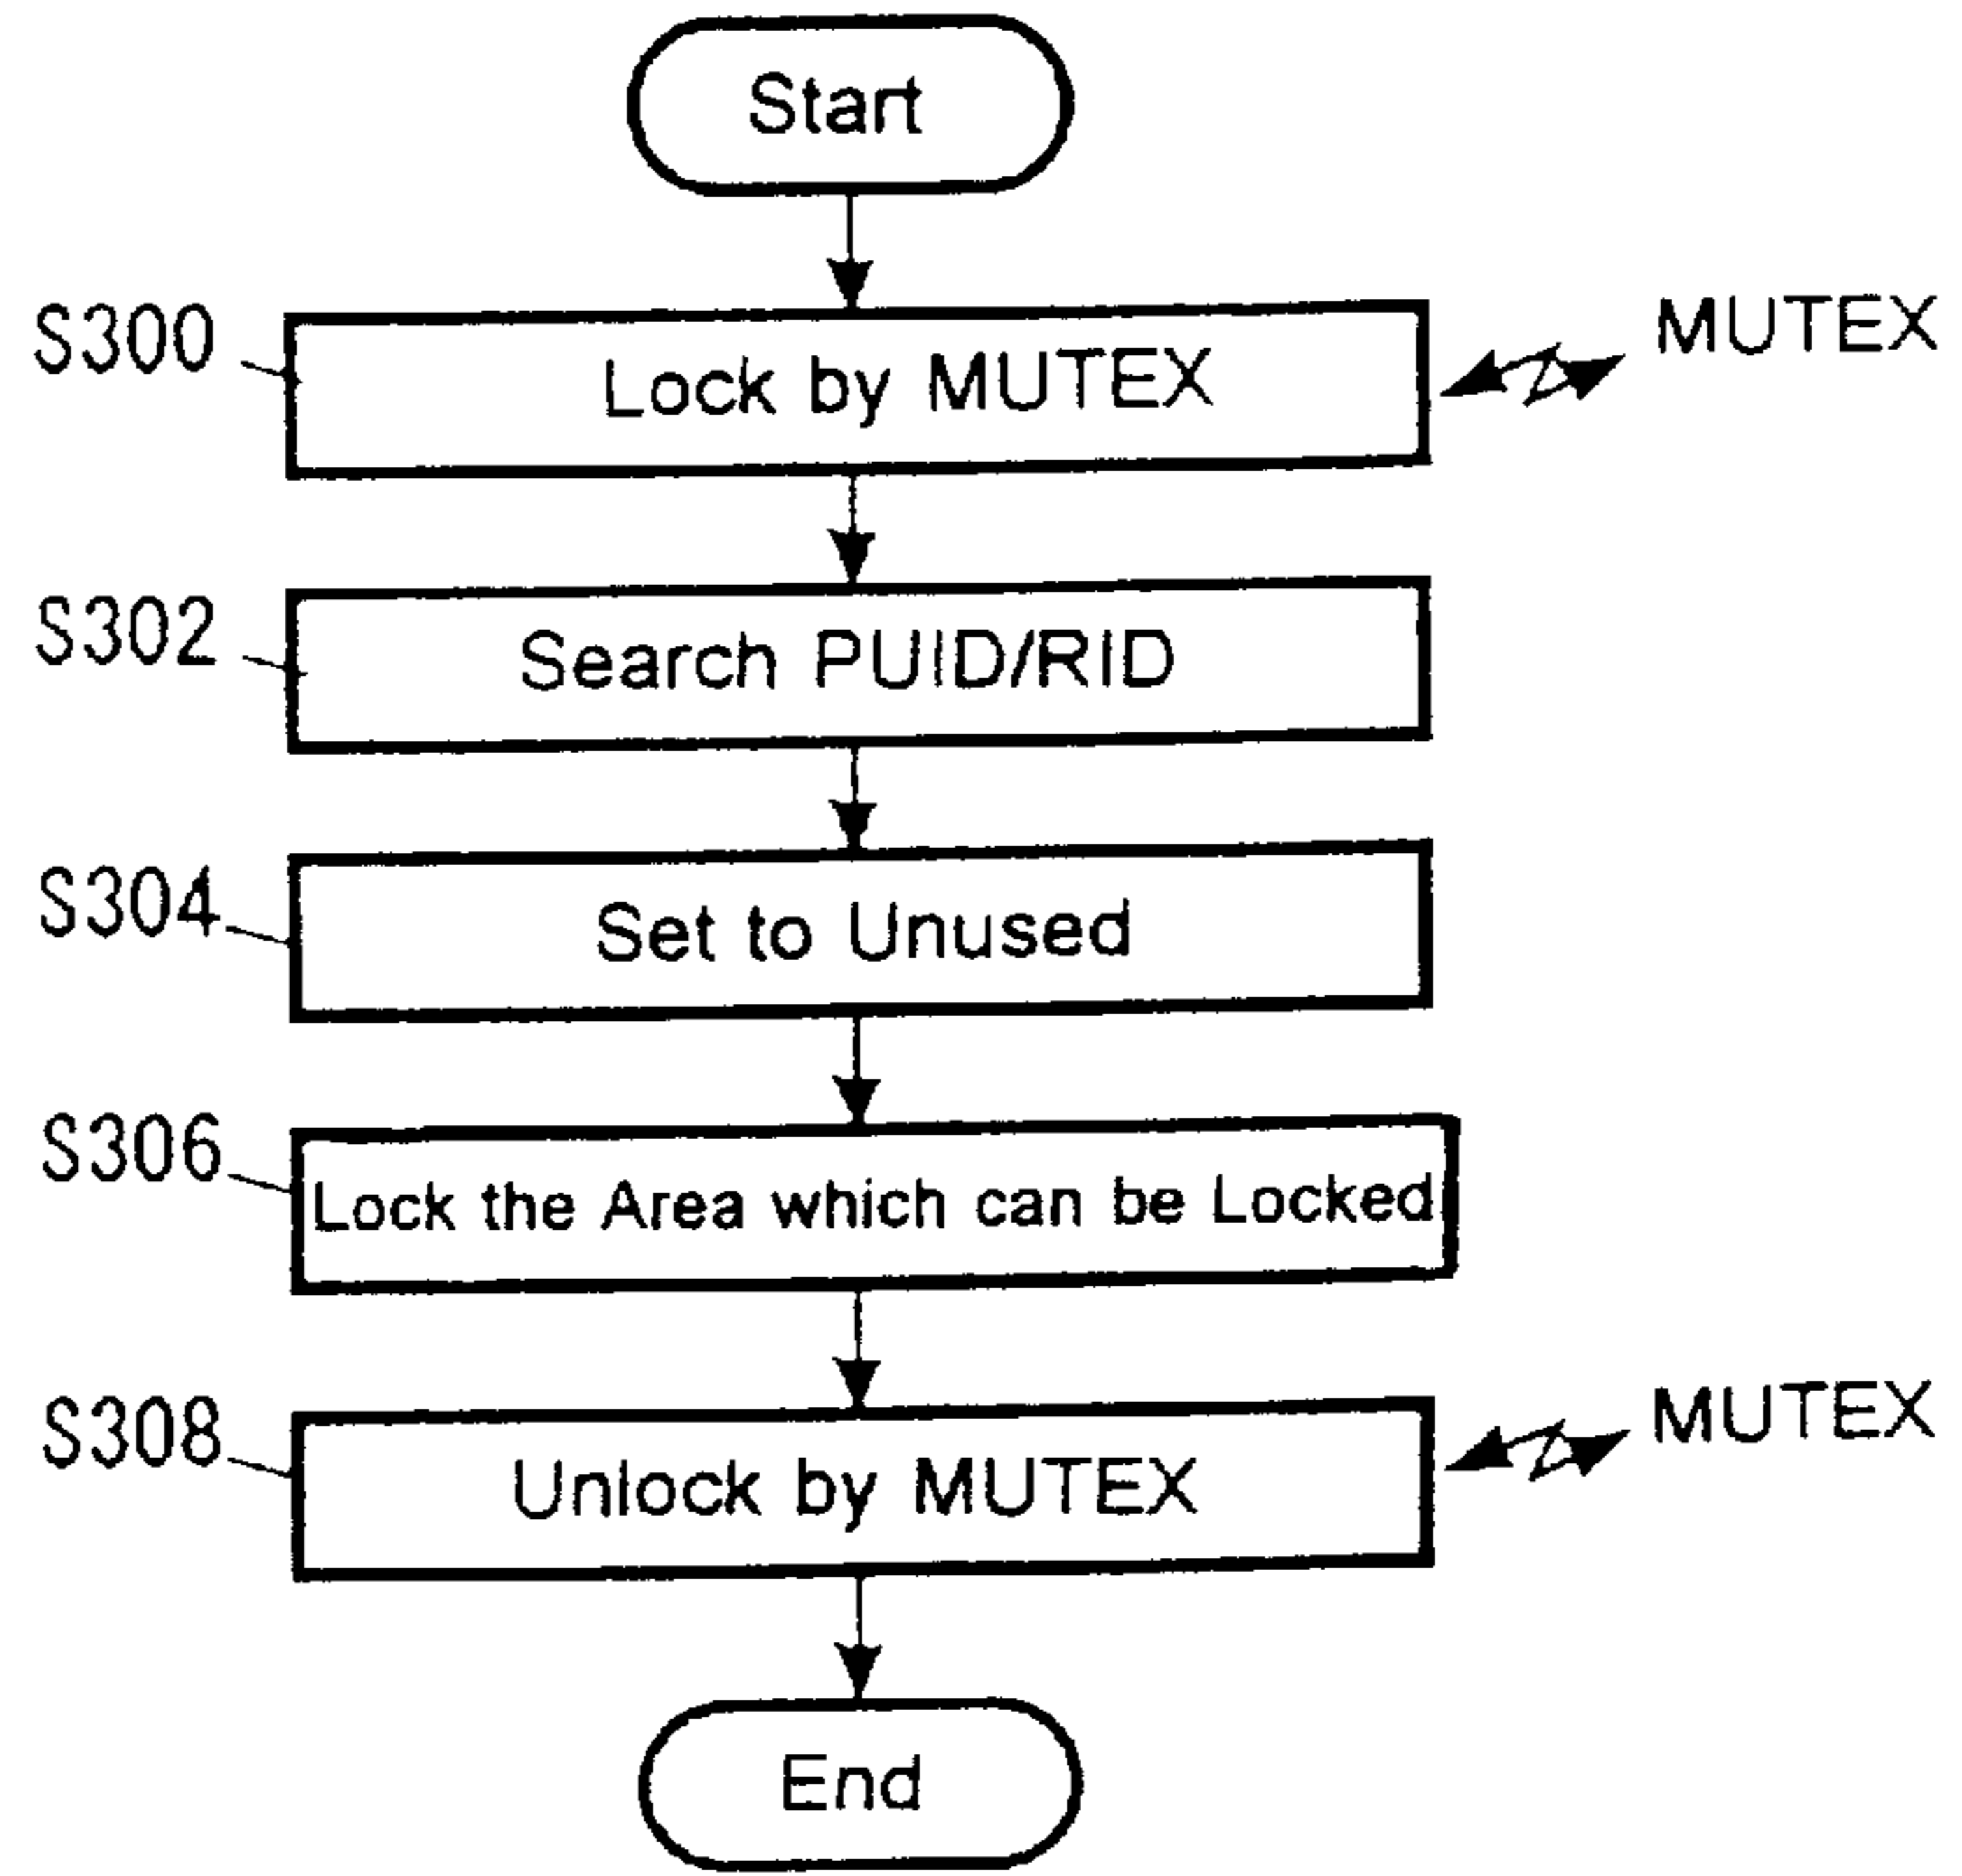 Start
S300
Lock by MUTEX
MUTEX
S302
Search PUID/RID
S304
Set to Unused
S306
Lock the Area which can be Locked
S308
Unlock by MUTEX
MUTEX
End